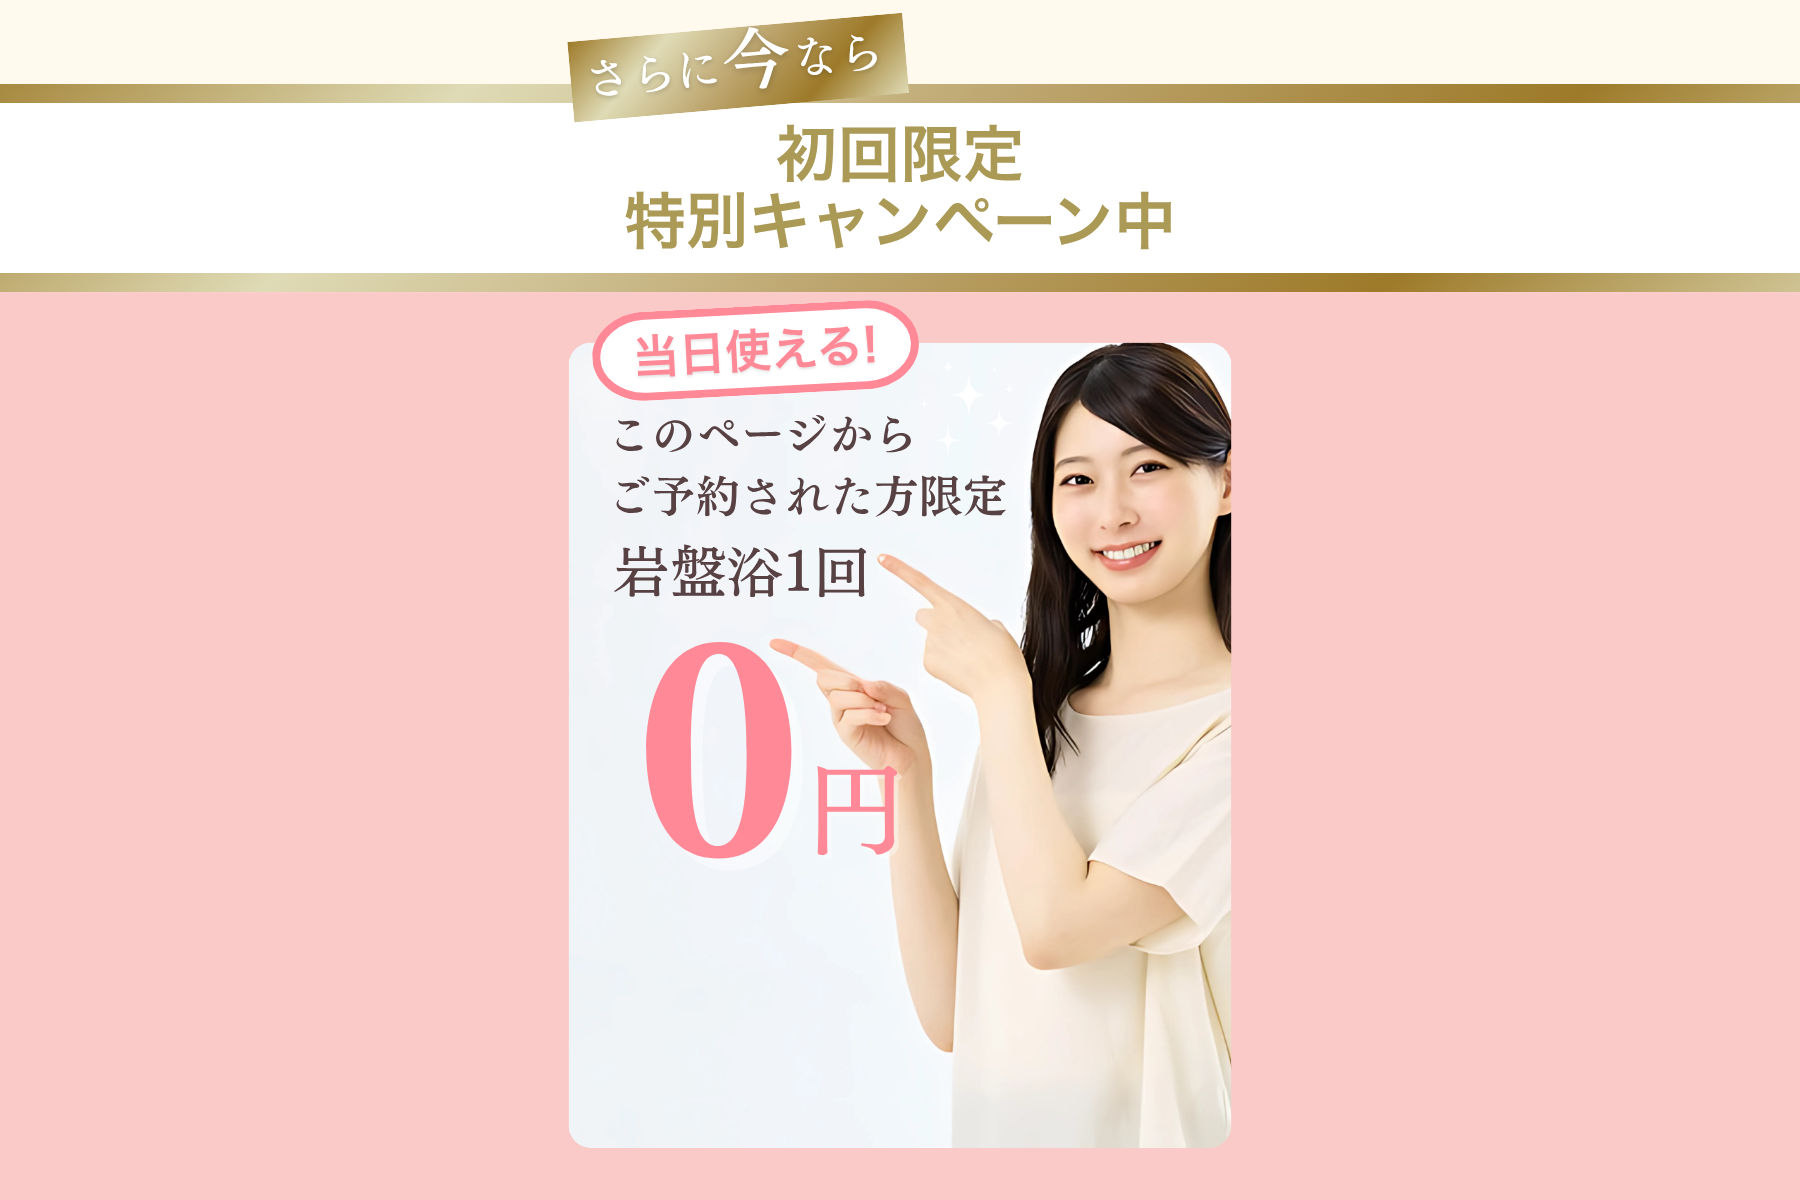 さらに今なら
初回限定
特別キャンペーン中
当日使える!
このページから
ご予約された方限定
岩盤浴1回
0円